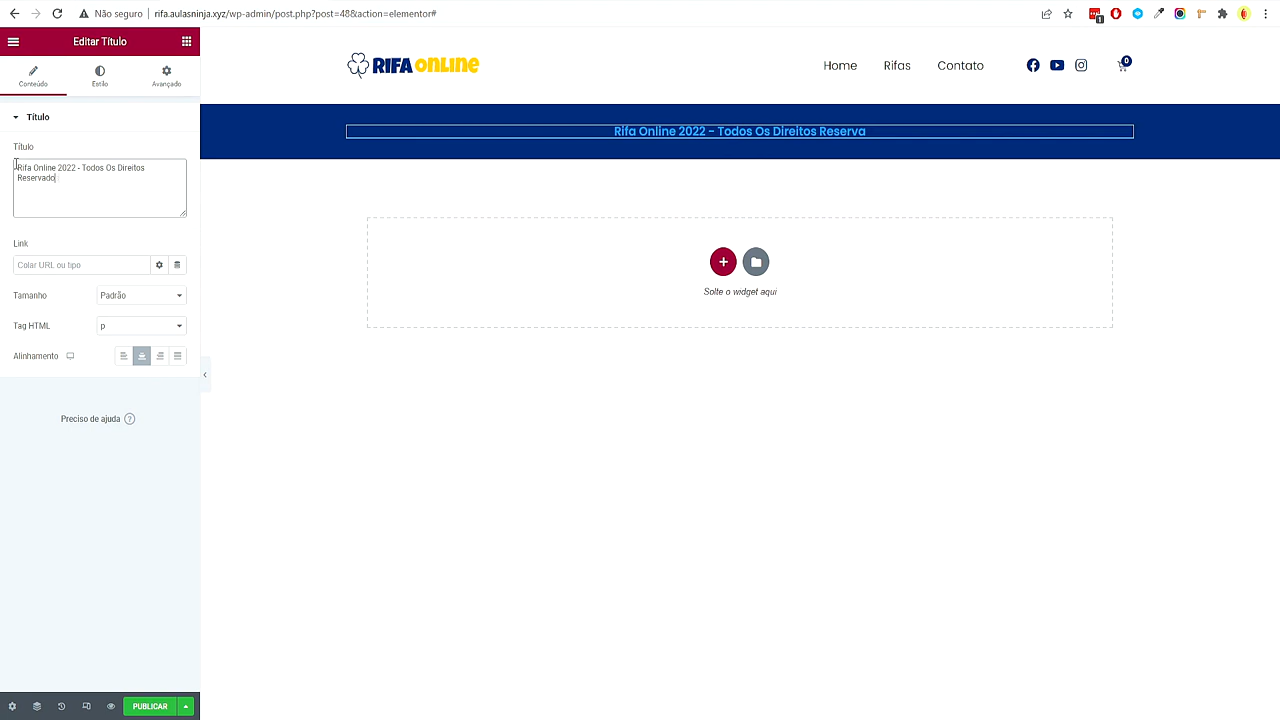 Não seguro
rifa.aulasninja.xyz/wp-admin/post.php?post=48&action=elementor#
1
Editar Título
Conteúdo
Estilo
Avançado
Título
Título
Rifa Online 2022 - Todos Os Direitos
Reservado
Link
Colar URL ou tipo
Tamanho
Padrão
Tag HTML
p
Alinhamento
Preciso de ajuda ?
PUBLICAR
RIFA ONLINE
Home
Rifas
Contato
0
Rifa Online 2022 - Todos Os Direitos Reserva
Solte o widget aqui